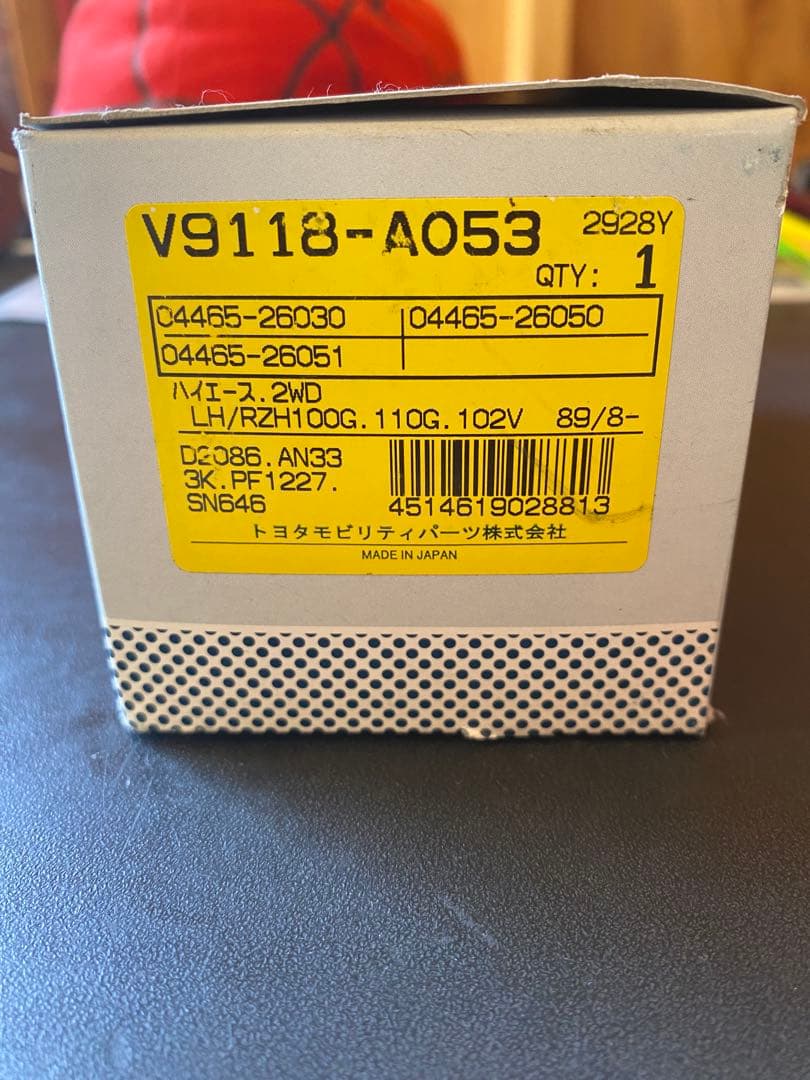 V9118-A053 2928Y
QTY: 1
04465-26030 04465-26050
04465-26051
ハイエース.2WD
LH/RZH100G.110G.102V 89/8-
D2086.AN33
3K.PF1227.
SN646
4514619028813
トヨタモビリティパーツ株式会社
MADE IN JAPAN